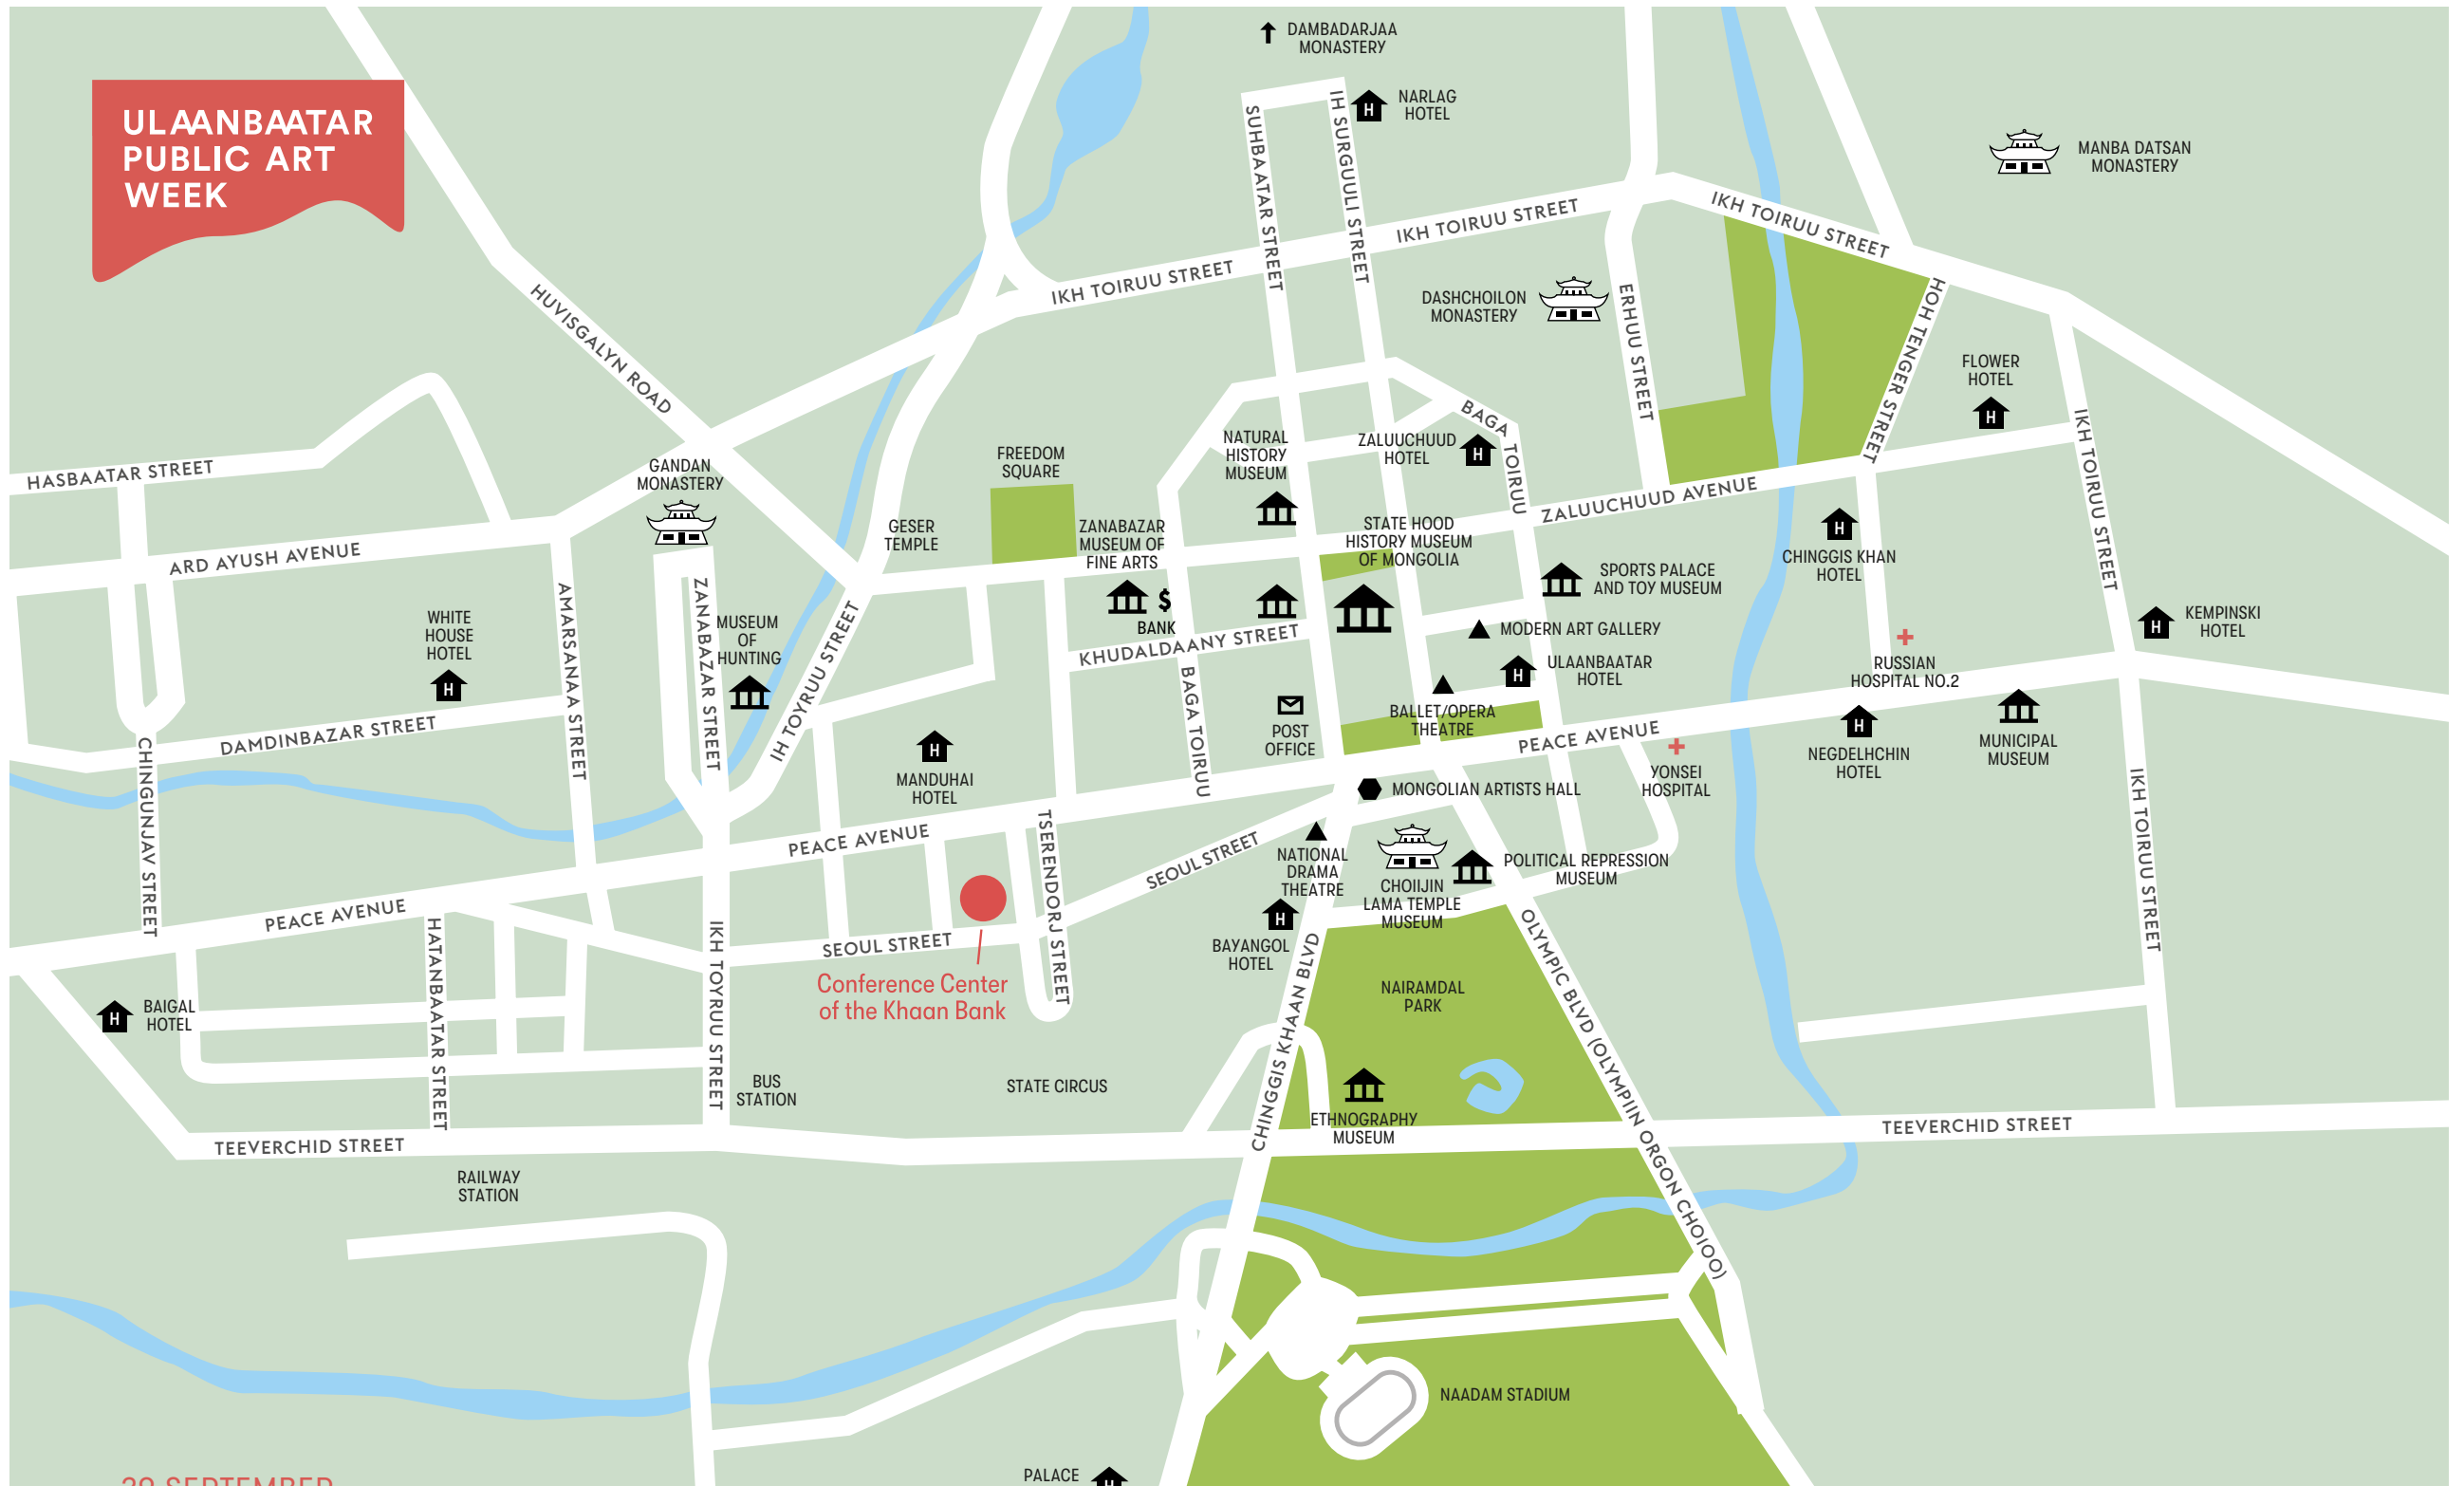 ULAANBAATAR
PUBLIC ART
WEEK
DAMBADARJAA
MONASTERY
NARLAG
HOTEL
SUHBAATAR STREET
IH SURGUULI STREET
MANBA DATSAN
MONASTERY
IKH TOIRUU STREET
IKH TOIRUU STREET
IKH TOIRUU STREET
HUVISGALYN ROAD
DASHCHOILON
MONASTERY
ERHUU STREET
HOH TENGER STREET
FLOWER
HOTEL
HASBAATAR STREET
GANDAN
MONASTERY
FREEDOM
SQUARE
NATURAL
HISTORY
MUSEUM
ZALUUCHUUD
HOTEL
BAGA TOIRUU
IKH TOIRUU STREET
ARD AYUSH AVENUE
GESER
TEMPLE
ZANABAZAR
MUSEUM OF
FINE ARTS
STATE HOOD
HISTORY MUSEUM
OF MONGOLIA
ZALUUCHUUD AVENUE
CHINGGIS KHAN
HOTEL
SPORTS PALACE
AND TOY MUSEUM
$
BANK
AMARSANAA STREET
ZANABAZAR STREET
WHITE
HOUSE
HOTEL
MUSEUM
OF
HUNTING
IH TOYRUU STREET
KHUDALDAANY STREET
MODERN ART GALLERY
KEMPINSKI
HOTEL
ULAANBAATAR
HOTEL
RUSSIAN
HOSPITAL NO.2
BAGA TOIRUU
POST
OFFICE
BALLET/OPERA
THEATRE
DAMDINBAZAR STREET
PEACE AVENUE
NEGDELHCHIN
HOTEL
MUNICIPAL
MUSEUM
CHINGUNJAV STREET
MANDUHAI
HOTEL
YONSEI
HOSPITAL
MONGOLIAN ARTISTS HALL
IKH TOIRUU STREET
PEACE AVENUE
TSERENDORJ STREET
SEOUL STREET
NATIONAL
DRAMA
THEATRE
CHOIIJIN
LAMA TEMPLE
MUSEUM
POLITICAL REPRESSION
MUSEUM
PEACE AVENUE
HATANBAATAR STREET
IKH TOYRUU STREET
SEOUL STREET
BAYANGOL
HOTEL
Conference Center
of the Khaan Bank
CHINGGIS KHAAN BLVD
NAIRAMDAL
PARK
OLYMPIC BLVD (OLYMPIIN ORGON CHOIOO)
BAIGAL
HOTEL
BUS
STATION
STATE CIRCUS
ETHNOGRAPHY
MUSEUM
TEEVERCHID STREET
TEEVERCHID STREET
RAILWAY
STATION
NAADAM STADIUM
PALACE
H
H
H
H
H
H
H
H
H
H
H
H